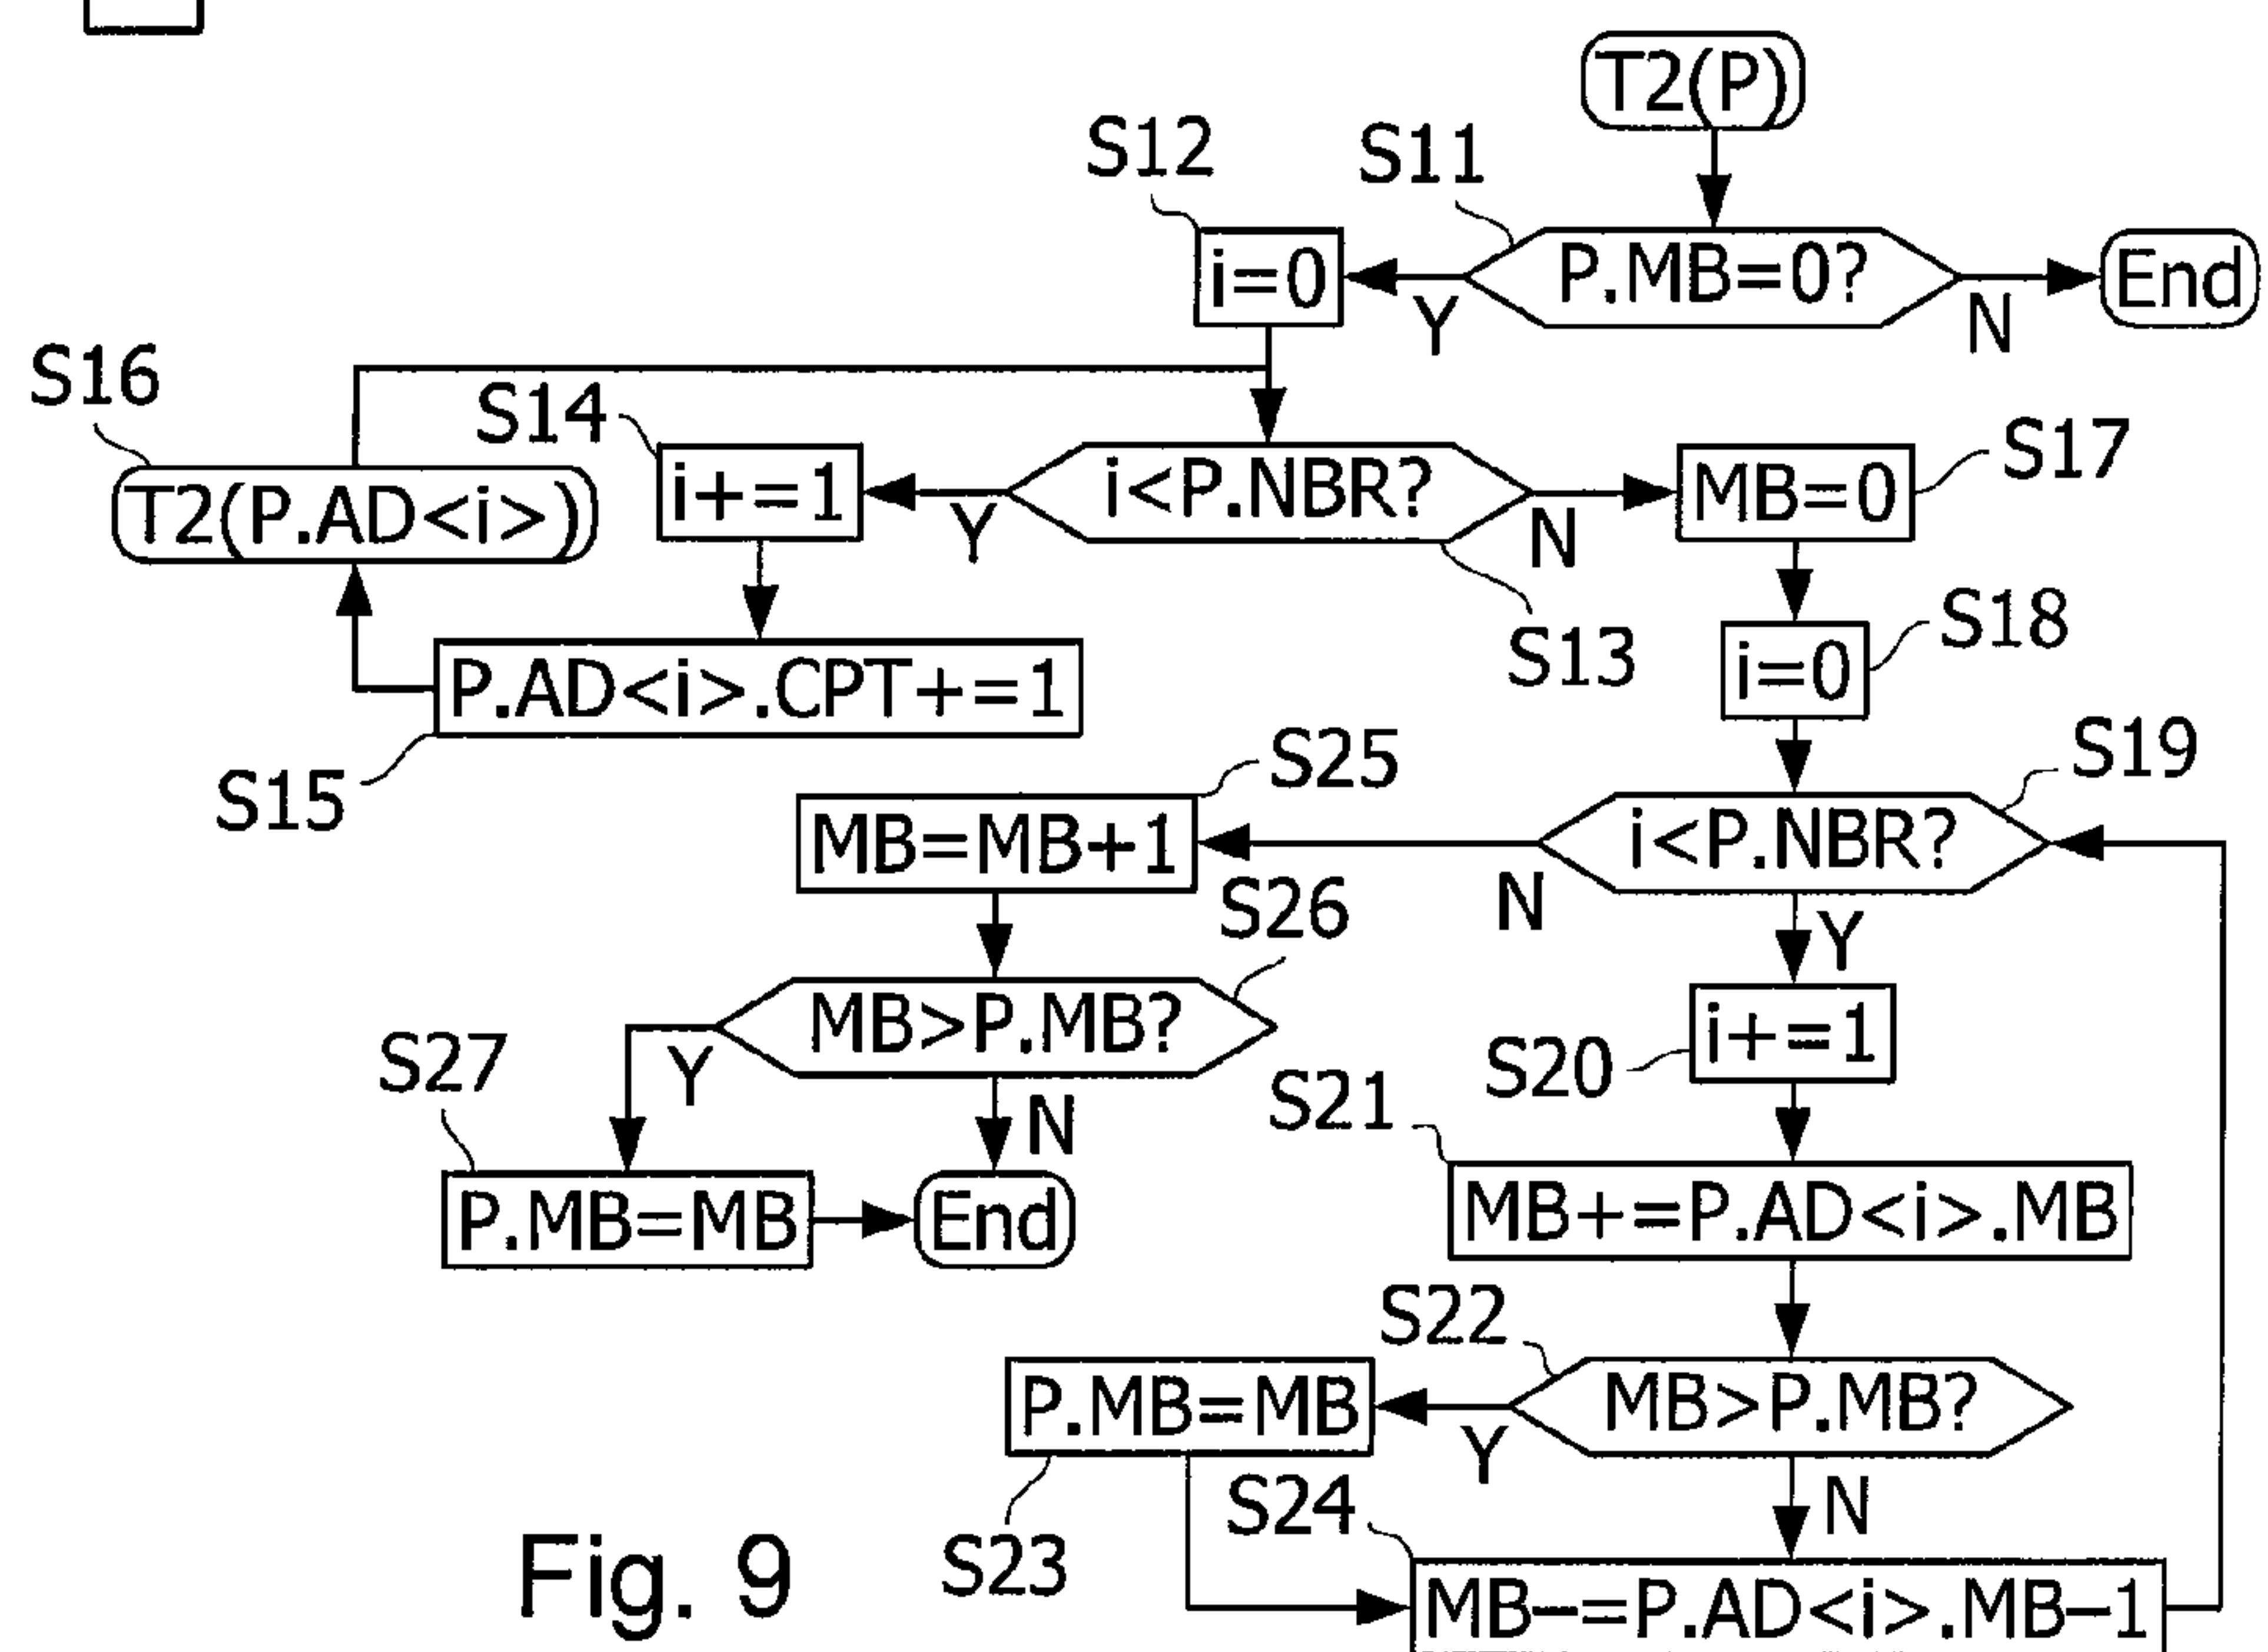 T2(P)
S12
S11
i=0
P.MB=0?
End
Y
N
S16
S14
S17
T2(P.AD<i>)
i+=1
i<P.NBR?
MB=0
Y
N
S18
S13
i=0
P.AD<i>.CPT+=1
S15
S25
S19
MB=MB+1
i<P.NBR?
N
Y
S26
MB>P.MB?
i+=1
S20
S27
Y
N
S21
P.MB=MB
End
MB+=P.AD<i>.MB
S22
P.MB=MB
MB>P.MB?
Y
N
S23
S24
MB–=P.AD<i>.MB–1
Fig. 9